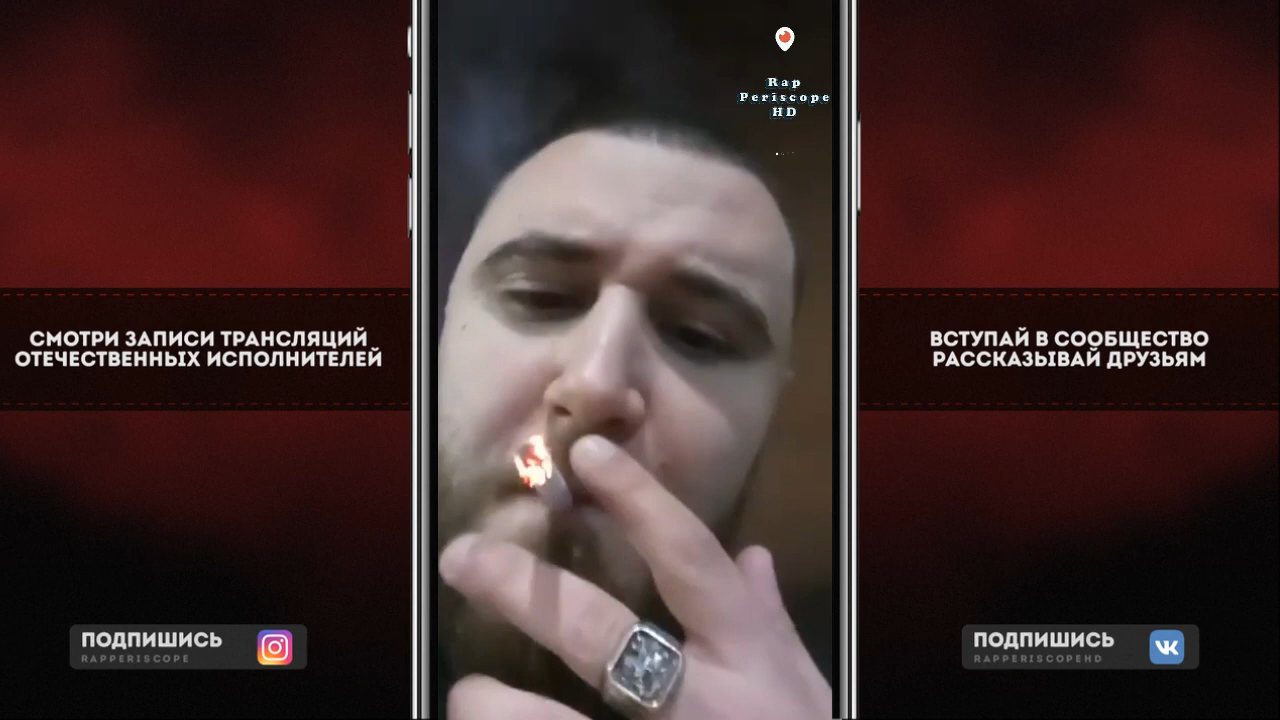 Rap
Periscope
HD
СМОТРИ ЗАПИСИ ТРАНСЛЯЦИЙ
ОТЕЧЕСТВЕННЫХ ИСПОЛНИТЕЛЕЙ
ВСТУПАЙ В СООБЩЕСТВО
РАССКАЗЫВАЙ ДРУЗЬЯМ
ПОДПИШИСЬ
RAPPERISCOPE
ПОДПИШИСЬ
RAPPERISCOPEHD